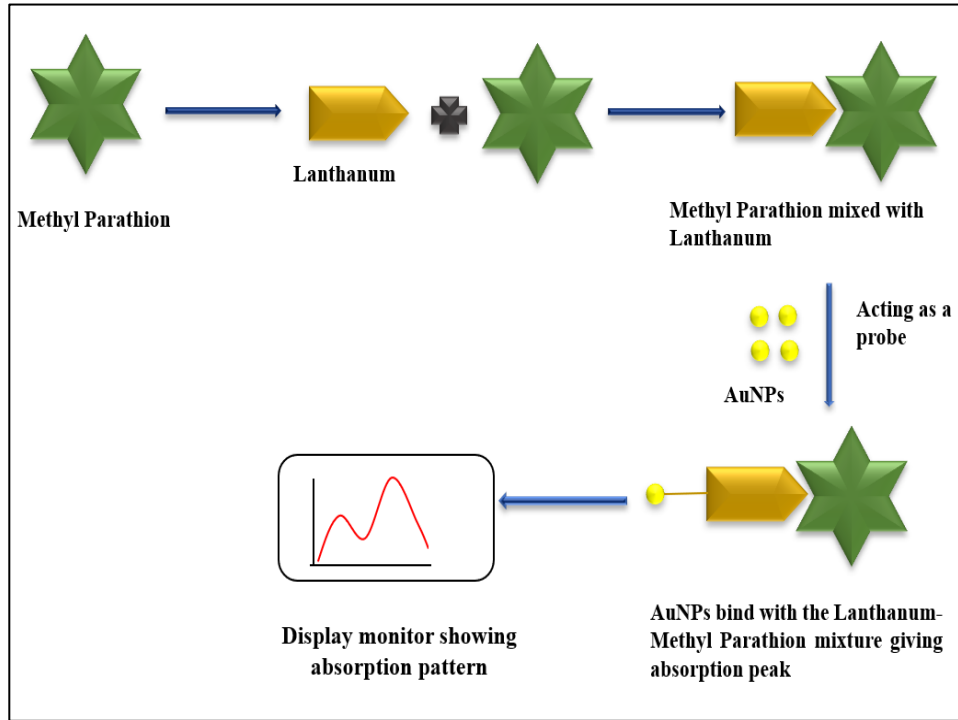 Methyl Parathion
Lanthanum
Methyl Parathion mixed with
Lanthanum
Acting as a
probe
AuNPs
AuNPs bind with the Lanthanum-
Methyl Parathion mixture giving
absorption peak
Display monitor showing
absorption pattern